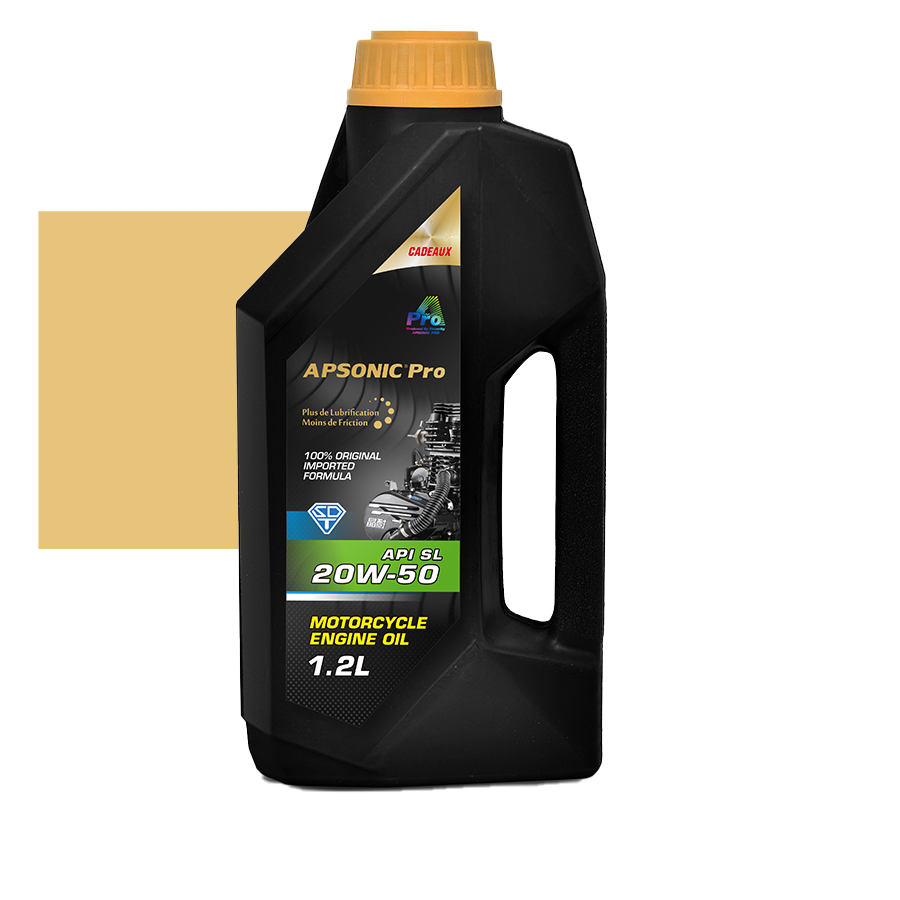 CADEAUX
Pro
APSONIC Pro
Plus de Lubrification
Moins de Friction
100% ORIGINAL
IMPORTED
FORMULA
API SL
20W-50
MOTORCYCLE
ENGINE OIL
1.2L